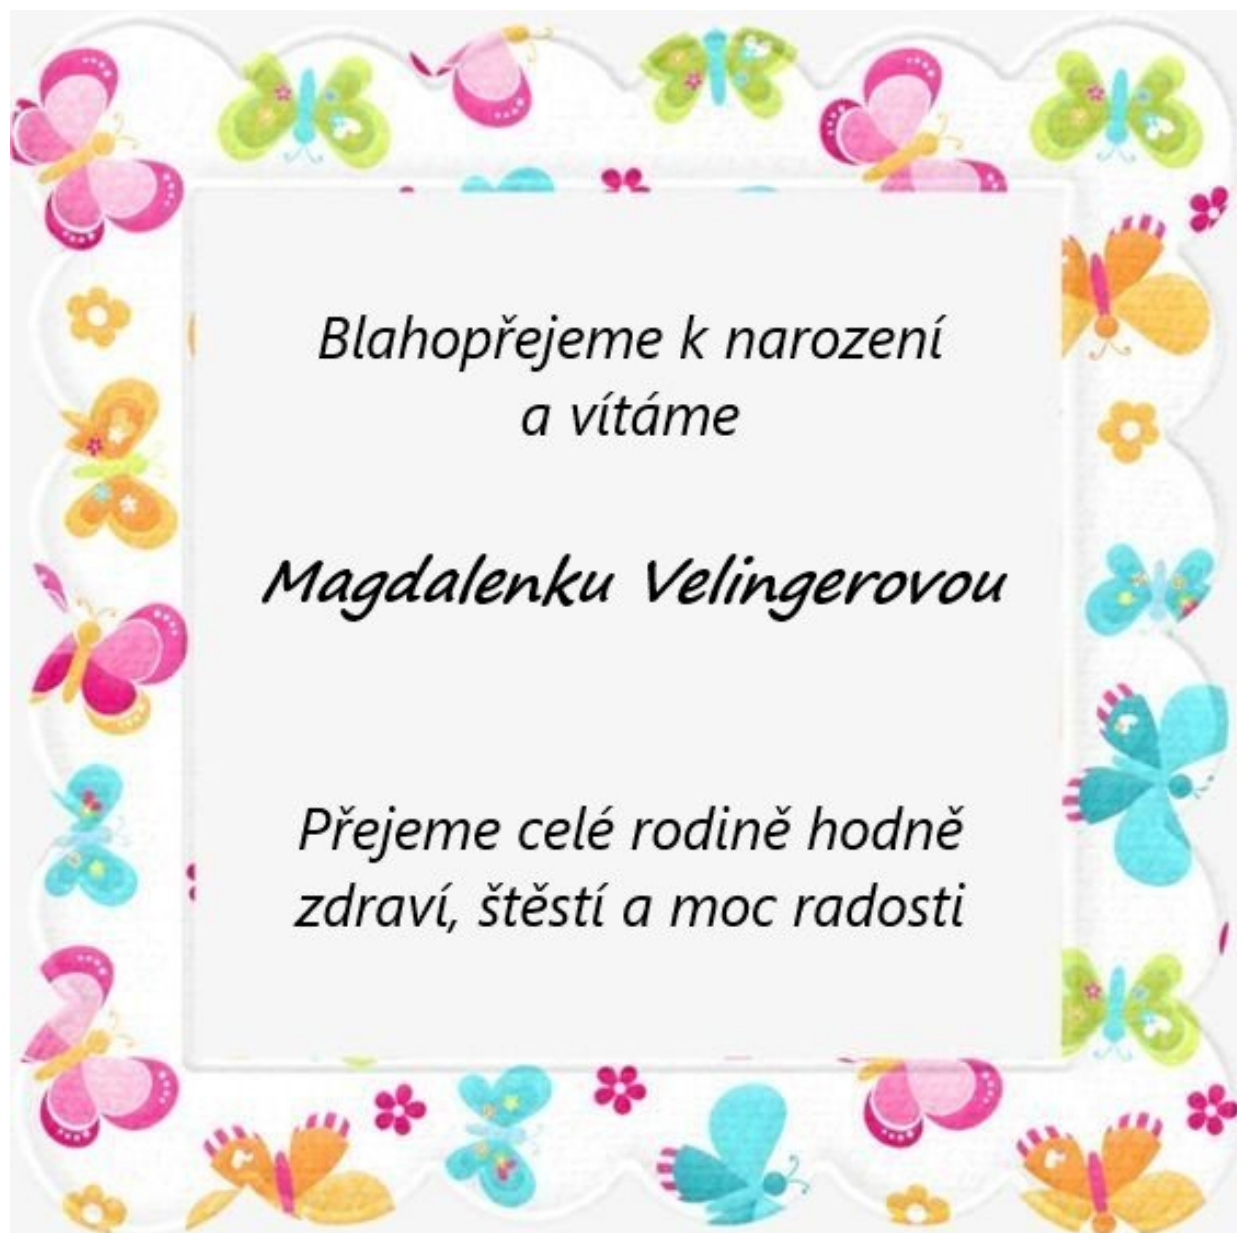 Blahopřejeme k narození
a vítáme
Magdalenku Velingerovou
Přejeme celé rodině hodně
zdraví, štěstí a moc radosti